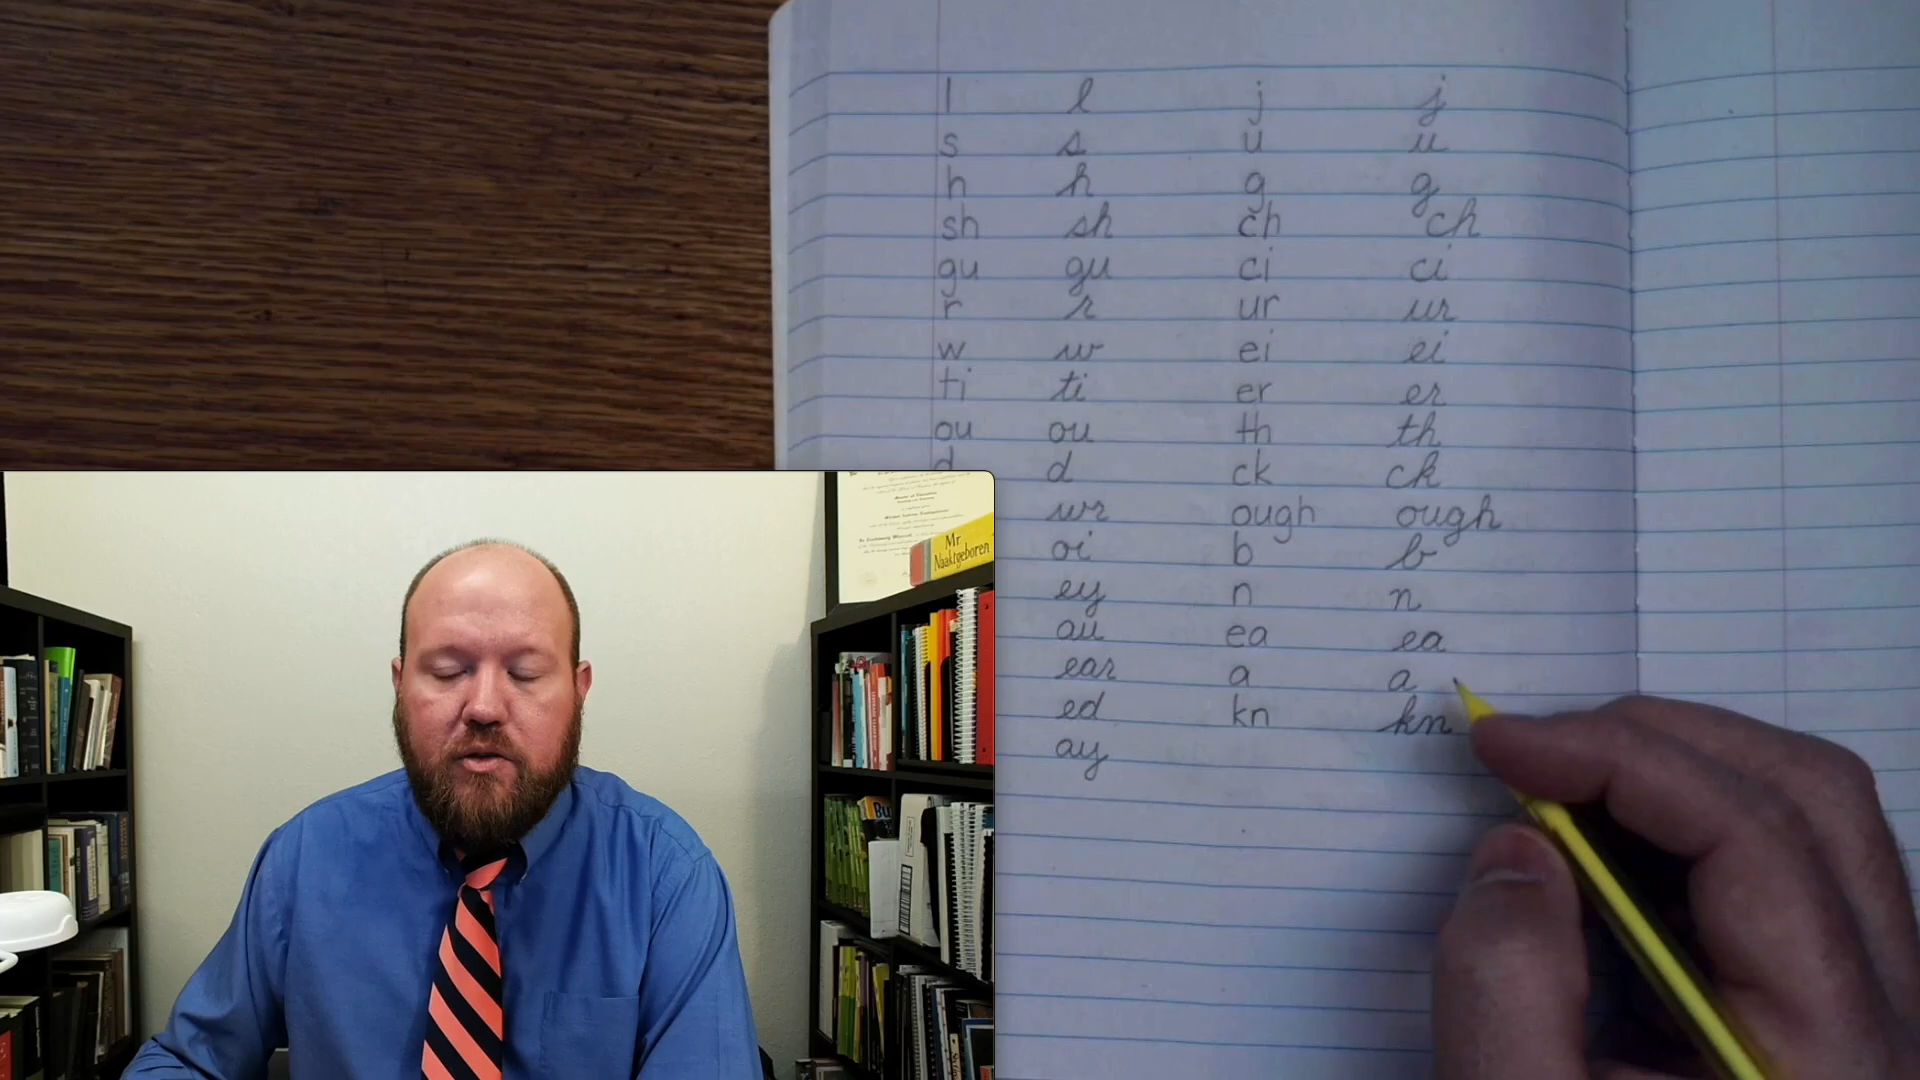 l l j j
s s u u
h h g g
sh sh ch ch
gu gu ci ci
r r ur ur
w w ei ei
ti ti er er
ou ou th th
d d ck ck
wr ough ough
oi b b
ey n n
au ea ea
ear a a
ed kn kn
ay
Mr
Naaktgeboren